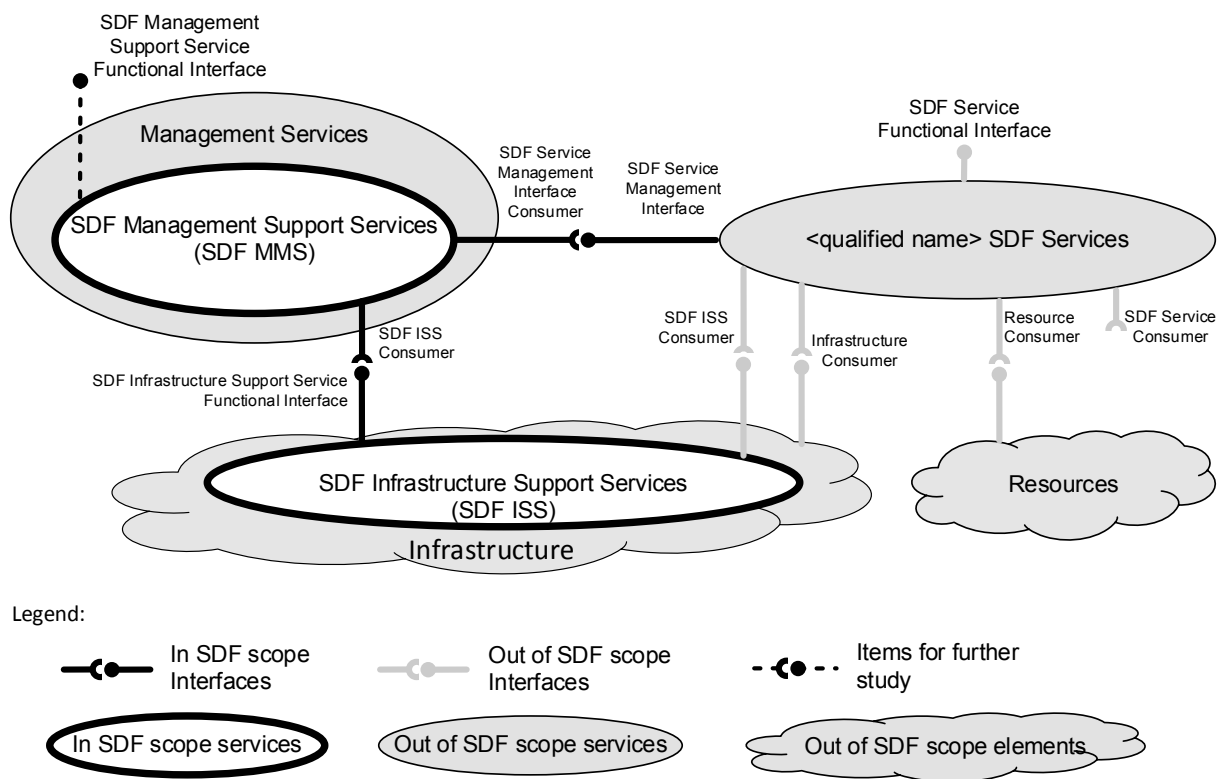 SDF Management
Support Service
Functional Interface
Management Services
SDF Management Support Services
(SDF MMS)
SDF Service
Management
Interface
Consumer
SDF Service
Management
Interface
SDF Service
Functional Interface
<qualified name> SDF Services
SDF ISS
Consumer
SDF Infrastructure Support Service
Functional Interface
SDF ISS
Consumer
Infrastructure
Consumer
Resource
Consumer
SDF Service
Consumer
SDF Infrastructure Support Services
(SDF ISS)
Infrastructure
Resources
Legend:
In SDF scope
Interfaces
Out of SDF scope
Interfaces
Items for further
study
In SDF scope services
Out of SDF scope services
Out of SDF scope elements